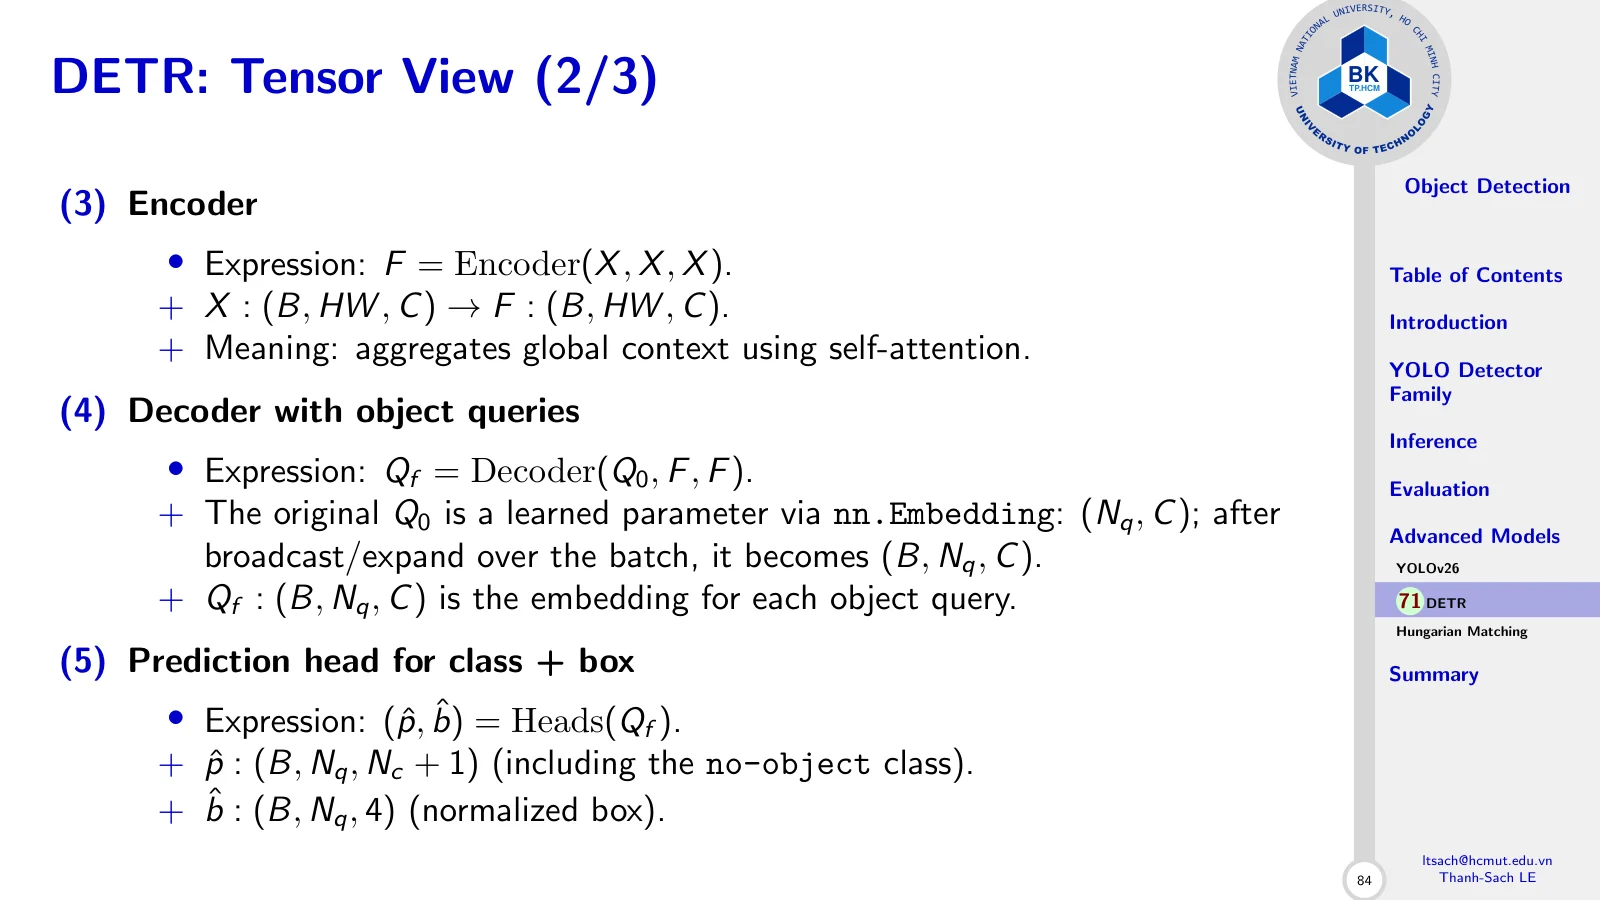 DETR: Tensor View (2/3)
(3) Encoder
• Expression: F = Encoder(X, X, X).
+ X : (B, HW, C) → F : (B, HW, C).
+ Meaning: aggregates global context using self-attention.
(4) Decoder with object queries
• Expression: Q_f = Decoder(Q_0, F, F).
+ The original Q_0 is a learned parameter via nn.Embedding: (N_q, C); after
broadcast/expand over the batch, it becomes (B, N_q, C).
+ Q_f : (B, N_q, C) is the embedding for each object query.
(5) Prediction head for class + box
• Expression: (p̂, b̂) = Heads(Q_f).
+ p̂ : (B, N_q, N_c + 1) (including the no-object class).
+ b̂ : (B, N_q, 4) (normalized box).
VIETNAM NATIONAL UNIVERSITY, HO CHI MINH CITY
BK
TP.HCM
UNIVERSITY OF TECHNOLOGY
Object Detection
Table of Contents
Introduction
YOLO Detector
Family
Inference
Evaluation
Advanced Models
YOLOv26
71 DETR
Hungarian Matching
Summary
ltsach@hcmut.edu.vn
Thanh-Sach LE
84